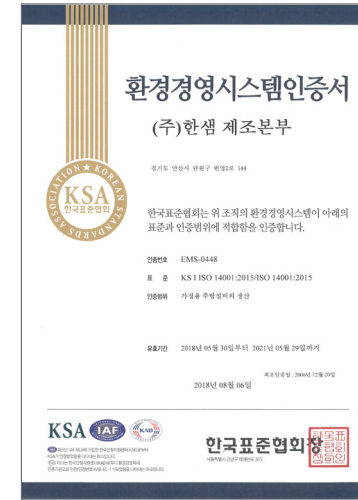 환경경영시스템인증서
(주)한샘 제조본부
경기도 안산시 단원구 번영2로 144
KOREAN STANDARDS ASSOCIATION
KSA
한국표준협회
한국표준협회는 위 조직의 환경경영시스템이 아래의
표준과 인증범위에 적합함을 인증합니다.
인증번호 EMS-0448
표 준 KS I ISO 14001:2015/ISO 14001:2015
인증범위 가정용 주방설비의 생산
유효기간 2018년 05월 30일부터 2021년 05월 29일까지
최초인증일 : 2006년 12월 20일
2018년 08월 06일
KSA IAF KAB
한국표준협회장